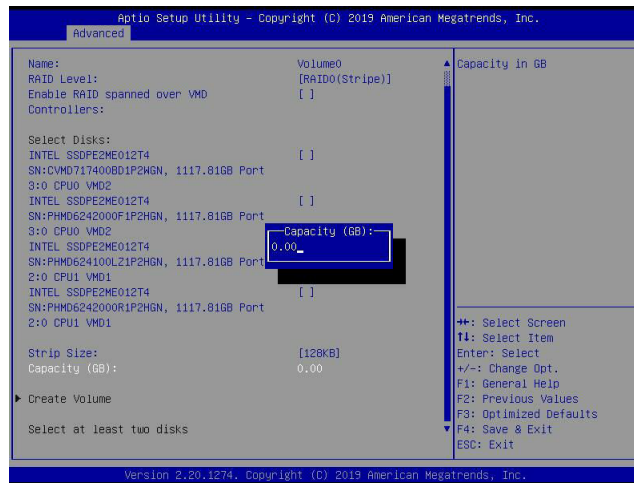 Aptio Setup Utility – Copyright (C) 2019 American Megatrends, Inc.
Advanced
Name: Volume0
RAID Level: [RAID0(Stripe)]
Enable RAID spanned over VMD [ ]
Controllers:
Select Disks:
INTEL SSDPE2ME012T4 [ ]
SN:CVMD717400BD1P2WGN, 1117.81GB Port
3:0 CPU0 VMD2
INTEL SSDPE2ME012T4 [ ]
SN:PHMD6242000F1P2HGN, 1117.81GB Port
3:0 CPU0 VMD2
INTEL SSDPE2ME012T4
SN:PHMD624100LZ1P2HGN, 1117.81GB Port
2:0 CPU1 VMD1
INTEL SSDPE2ME012T4 [ ]
SN:PHMD6242000R1P2HGN, 1117.81GB Port
2:0 CPU1 VMD1
Strip Size: [128KB]
Capacity (GB): 0.00
Create Volume
Select at least two disks
Capacity (GB):
0.00_
Capacity in GB
→←: Select Screen
↑↓: Select Item
Enter: Select
+/-: Change Opt.
F1: General Help
F2: Previous Values
F3: Optimized Defaults
F4: Save & Exit
ESC: Exit
Version 2.20.1274. Copyright (C) 2019 American Megatrends, Inc.